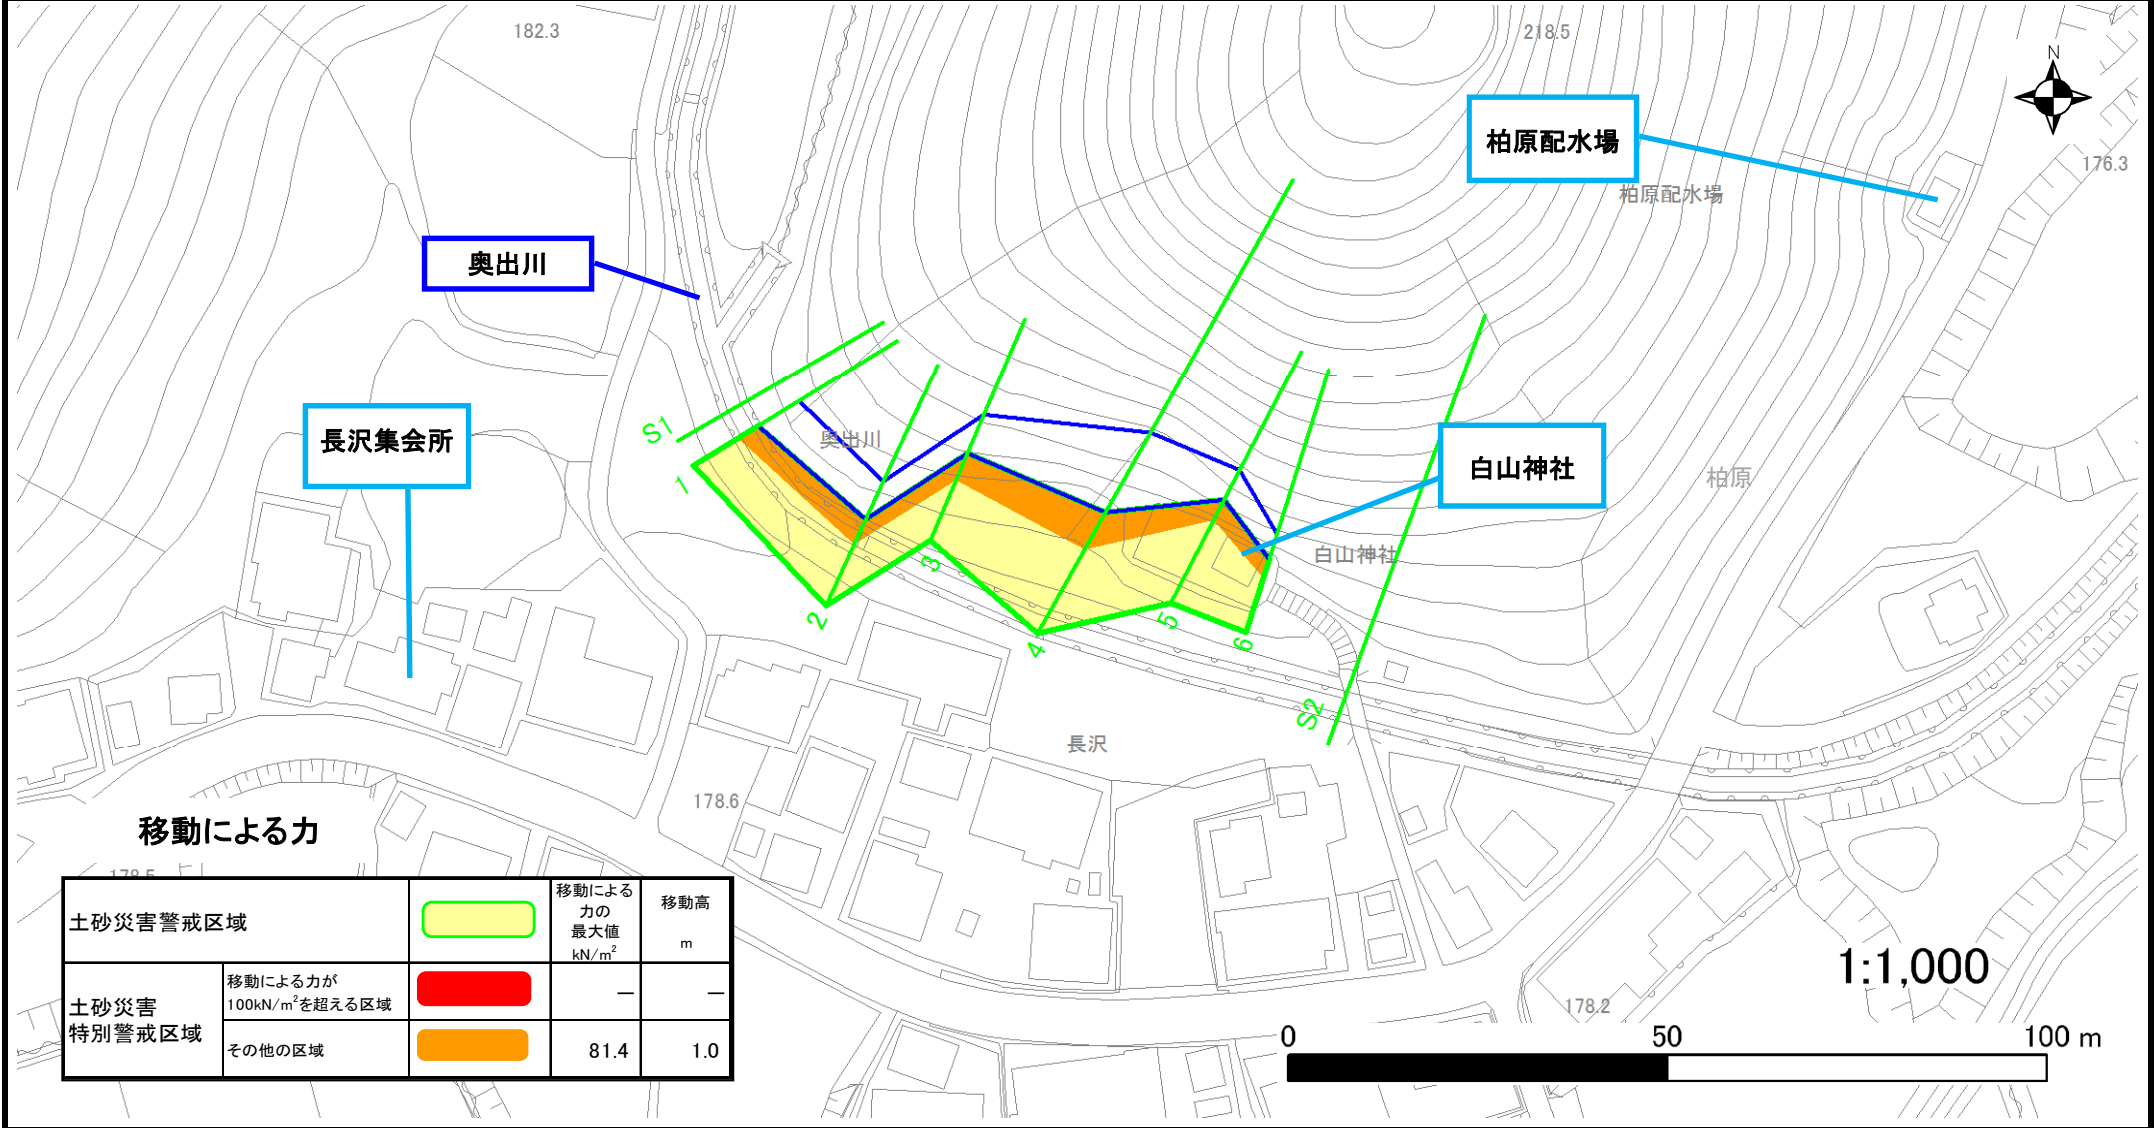 182.3
218.5
N
柏原配水場
176.3
柏原配水場
奥出川
S1
奥出川
長沢集会所
白山神社
柏原
1
白山神社
3
2
5
4
6
S2
長沢
178.6
移動による力
178.5
土砂災害警戒区域
移動による
力の
最大値
kN/m²
移動高
m
土砂災害
特別警戒区域
移動による力が
100kN/m²を超える区域
－
－
その他の区域
81.4
1.0
1:1,000
178.2
0
50
100 m